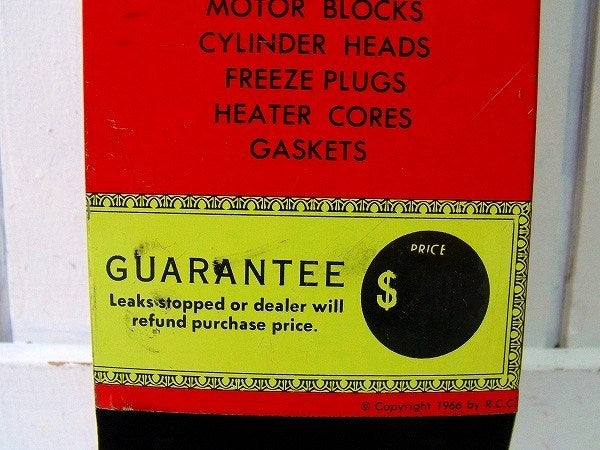 MOTOR BLOCKS
CYLINDER HEADS
FREEZE PLUGS
HEATER CORES
GASKETS
GUARANTEE
Leaks stopped or dealer will
refund purchase price.
PRICE
$
© Copyright 1966 by R.C.C.